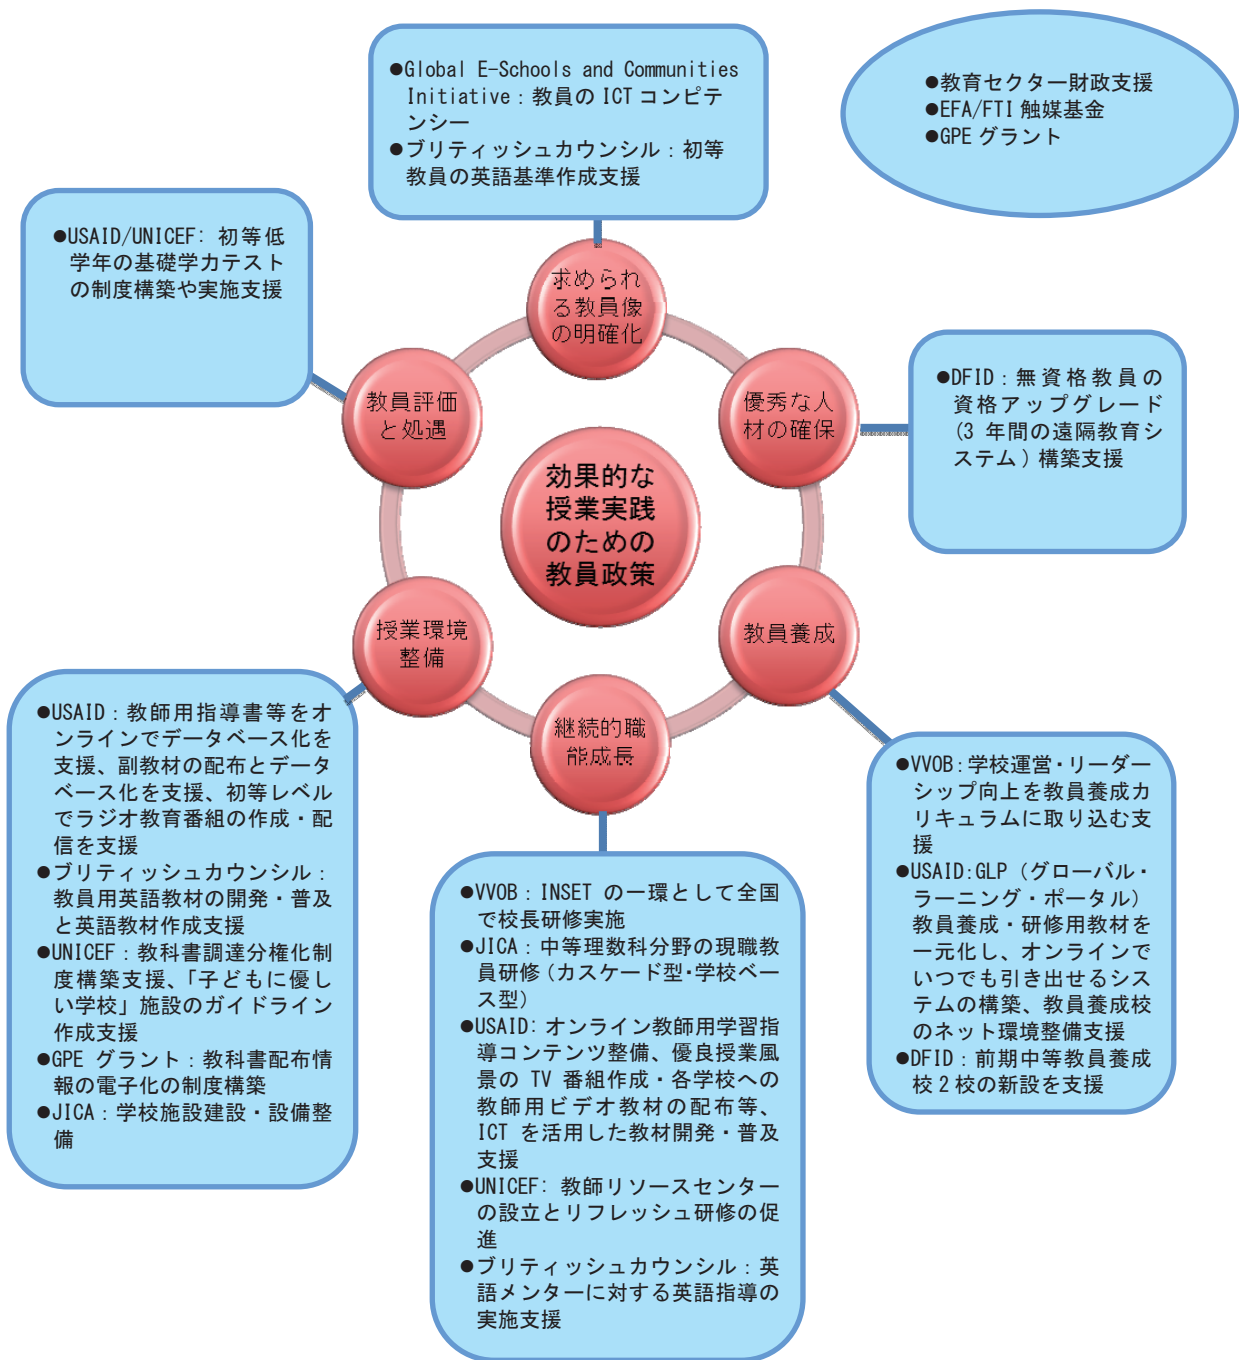 ●Global E-Schools and Communities
Initiative：教員の ICT コンピテ
ンシー
●ブリティッシュカウンシル：初等
教員の英語基準作成支援
●教育セクター財政支援
●EFA/FTI 触媒基金
●GPE グラント
●USAID/UNICEF: 初等低
学年の基礎学力テスト
の制度構築や実施支援
求められ
る教員像
の明確化
教員評価
と処遇
優秀な人
材の確保
●DFID：無資格教員の
資格アップグレード
（3 年間の遠隔教育シ
ステム）構築支援
効果的な
授業実践
のための
教員政策
授業環境
整備
教員養成
継続的職
能成長
●USAID：教師用指導書等をオ
ンラインでデータベース化を
支援、副教材の配布とデータ
ベース化を支援、初等レベル
でラジオ教育番組の作成・配
信を支援
●ブリティッシュカウンシル：
教員用英語教材の開発・普及
と英語教材作成支援
●UNICEF：教科書調達分権化制
度構築支援、「子どもに優し
い学校」施設のガイドライン
作成支援
●GPE グラント：教科書配布情
報の電子化の制度構築
●JICA：学校施設建設・設備整
備
●VVOB：INSET の一環として全国
で校長研修実施
●JICA：中等理数科分野の現職教
員研修（カスケード型・学校ベー
ス型）
●USAID: オンライン教師用学習指
導コンテンツ整備、優良授業風
景の TV 番組作成・各学校への
教師用ビデオ教材の配布等、
ICT を活用した教材開発・普及
支援
●UNICEF: 教師リソースセンター
の設立とリフレッシュ研修の促
進
●ブリティッシュカウンシル：英
語メンターに対する英語指導の
実施支援
●VVOB：学校運営・リーダー
シップ向上を教員養成カ
リキュラムに取り込む支
援
●USAID:GLP（グローバル・
ラーニング・ポータル）
教員養成・研修用教材を
一元化し、オンラインで
いつでも引き出せるシス
テムの構築、教員養成校
のネット環境整備支援
●DFID：前期中等教員養成
校 2 校の新設を支援